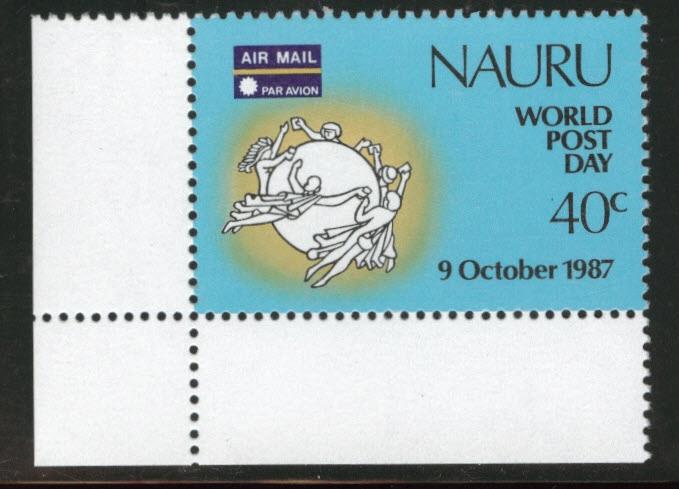 AIR MAIL
PAR AVION
NAURU
WORLD
POST
DAY
40c
9 October 1987